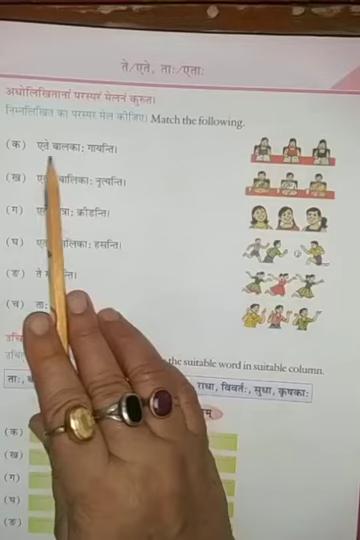 ते/एते, ताः/एताः
अधोलिखितानां परस्परं मेलनं कुरुत।
निम्नलिखित का परस्पर मेल कीजिए। Match the following.
(क) एते बालकाः गायन्ति।
(ख) बालिकाः नृत्यन्ति।
(ग) क्रीडन्ति।
(घ) हसन्ति।
(ङ) ते
(च) ताः
the suitable word in suitable column.
ताः, राधा, विवर्तः, सुधा, कृषकाः
(क)
(ख)
(ग)
(घ)
(ङ)